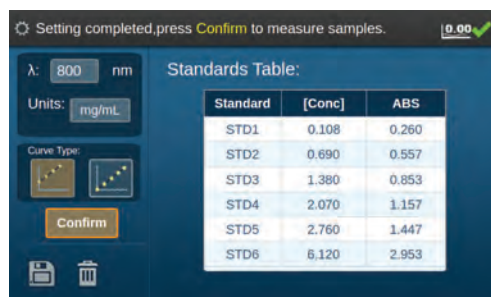 Setting completed,press Confirm to measure samples.
0.00
λ: 800 nm
Units: mg/mL
Curve Type:
Confirm
Standards Table:
Standard [Conc] ABS
STD1 0.108 0.260
STD2 0.690 0.557
STD3 1.380 0.853
STD4 2.070 1.157
STD5 2.760 1.447
STD6 6.120 2.953